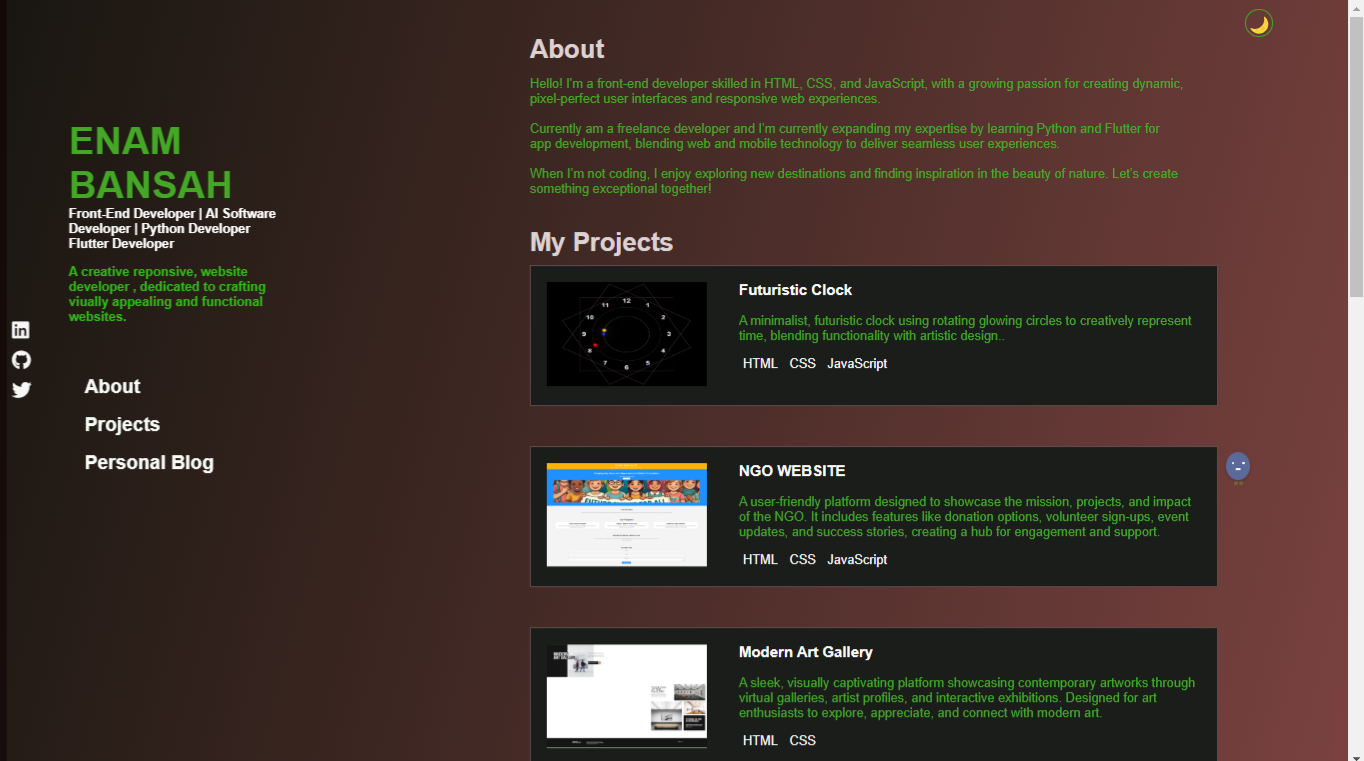 ENAM
BANSAH
Front-End Developer | AI Software
Developer | Python Developer
Flutter Developer
A creative reponsive, website
developer , dedicated to crafting
viually appealing and functional
websites.
in
About
Projects
Personal Blog
About
Hello! I'm a front-end developer skilled in HTML, CSS, and JavaScript, with a growing passion for creating dynamic,
pixel-perfect user interfaces and responsive web experiences.
Currently am a freelance developer and I'm currently expanding my expertise by learning Python and Flutter for
app development, blending web and mobile technology to deliver seamless user experiences.
When I'm not coding, I enjoy exploring new destinations and finding inspiration in the beauty of nature. Let's create
something exceptional together!
My Projects
12
11 1
10 2
9 3
8 4
7 5
6
Futuristic Clock
A minimalist, futuristic clock using rotating glowing circles to creatively represent
time, blending functionality with artistic design..
HTML CSS JavaScript
NGO WEBSITE
A user-friendly platform designed to showcase the mission, projects, and impact
of the NGO. It includes features like donation options, volunteer sign-ups, event
updates, and success stories, creating a hub for engagement and support.
HTML CSS JavaScript
Modern Art Gallery
A sleek, visually captivating platform showcasing contemporary artworks through
virtual galleries, artist profiles, and interactive exhibitions. Designed for art
enthusiasts to explore, appreciate, and connect with modern art.
HTML CSS